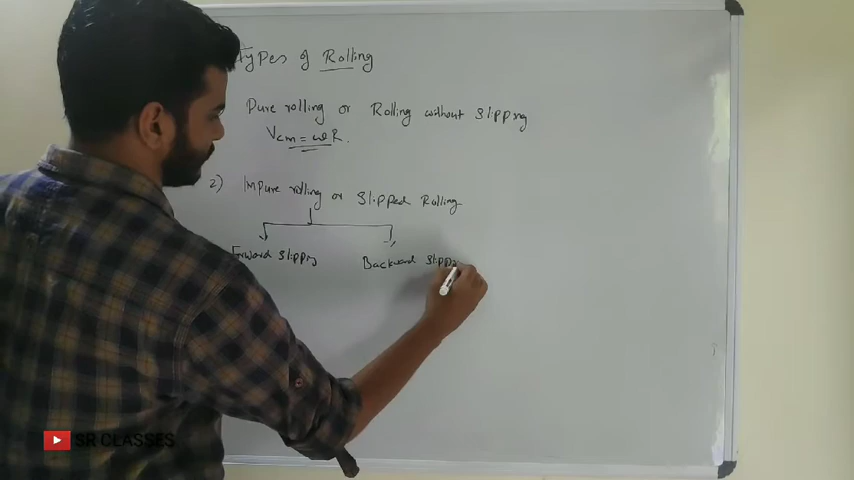 Types of Rolling
Pure rolling or Rolling without Slipping
Vcm = ωR.
2) Impure rolling or Slipped Rolling
Forward Slipping Backward Slipping
SR CLASSES